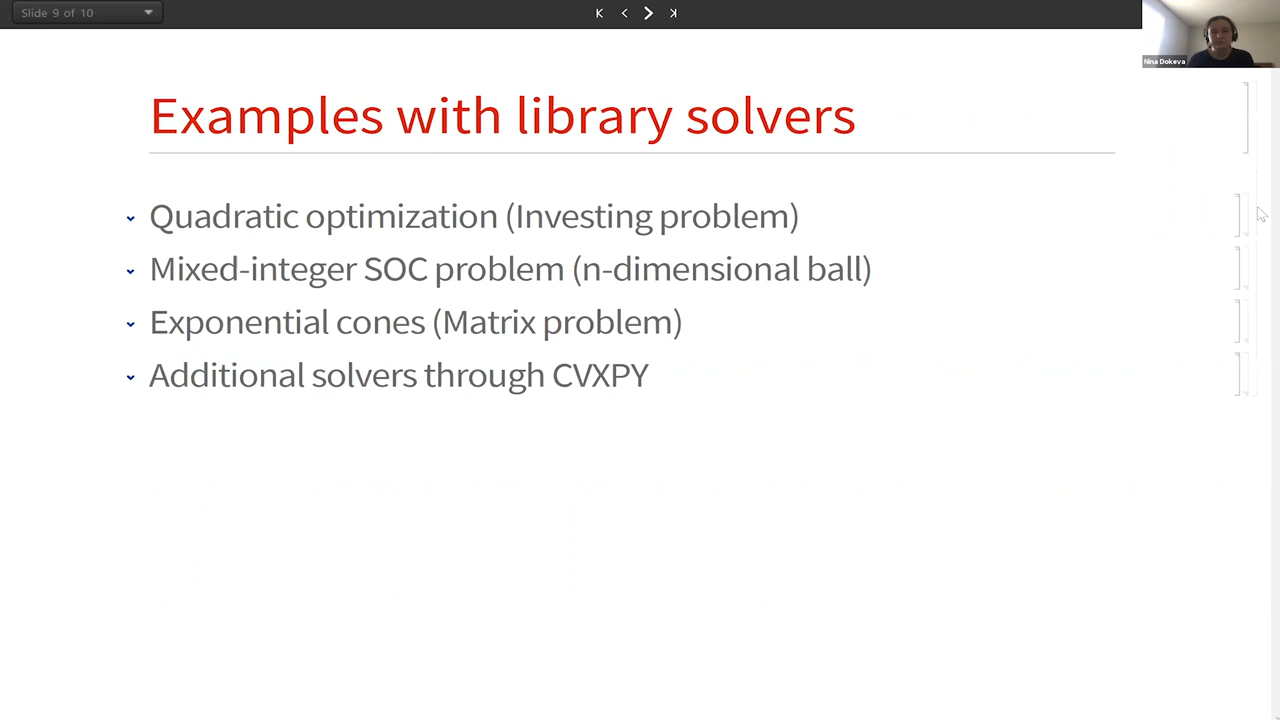 Slide 9 of 10
Nina Dokeva
Examples with library solvers
Quadratic optimization (Investing problem)
Mixed-integer SOC problem (n-dimensional ball)
Exponential cones (Matrix problem)
Additional solvers through CVXPY